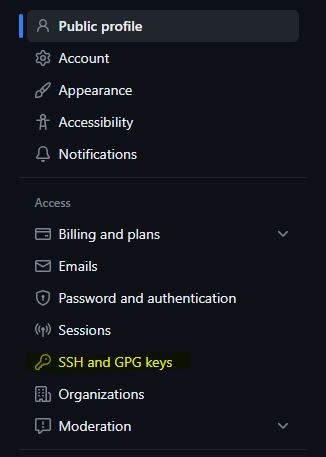 Public profile
Account
Appearance
Accessibility
Notifications
Access
Billing and plans
Emails
Password and authentication
Sessions
SSH and GPG keys
Organizations
Moderation